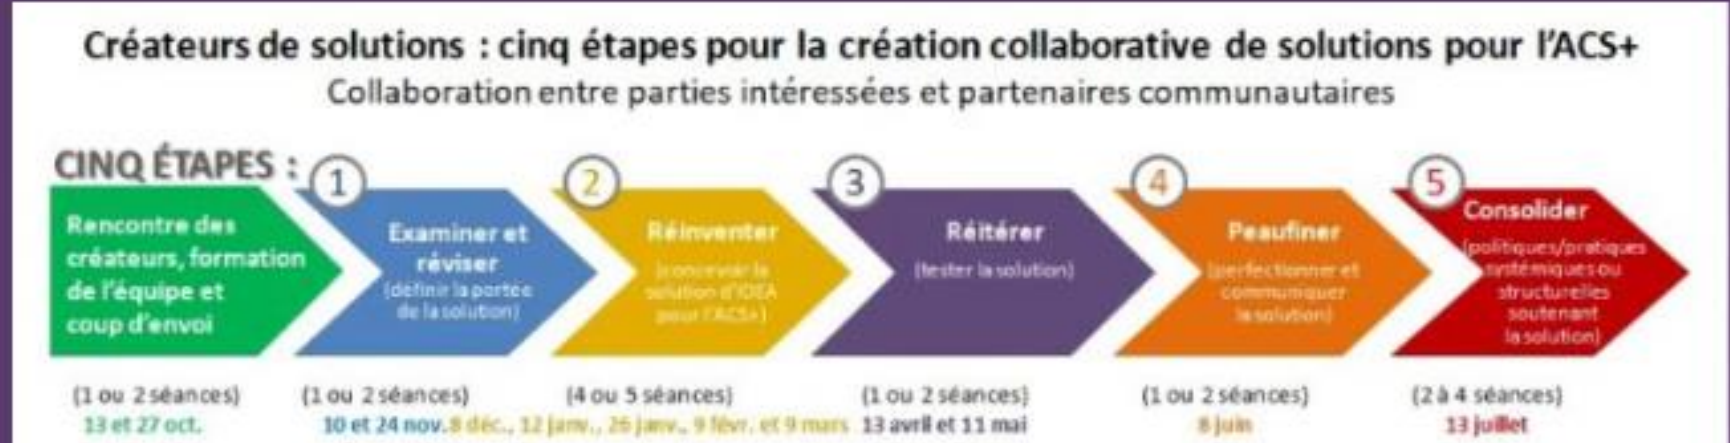 Créateurs de solutions : cinq étapes pour la création collaborative de solutions pour l'ACS+
Collaboration entre parties intéressées et partenaires communautaires
CINQ ÉTAPES :
Rencontre des
créateurs, formation
de l'équipe et
coup d'envoi
(1 ou 2 séances)
13 et 27 oct.
1
Examiner et
réviser
(définir la portée
de la solution)
(1 ou 2 séances)
10 et 24 nov.
2
Réinventer
(concevoir la
solution d'IDEA
pour l'ACS+)
(4 ou 5 séances)
8 déc., 12 janv., 26 janv., 9 févr. et 9 mars
3
Réitérer
(tester la solution)
(1 ou 2 séances)
13 avril et 11 mai
4
Peaufiner
(perfectionner et
communiquer
la solution)
(1 ou 2 séances)
8 juin
5
Consolider
(politiques/pratiques
systémiques ou
structurelles
soutenant
la solution)
(2 à 4 séances)
13 juillet